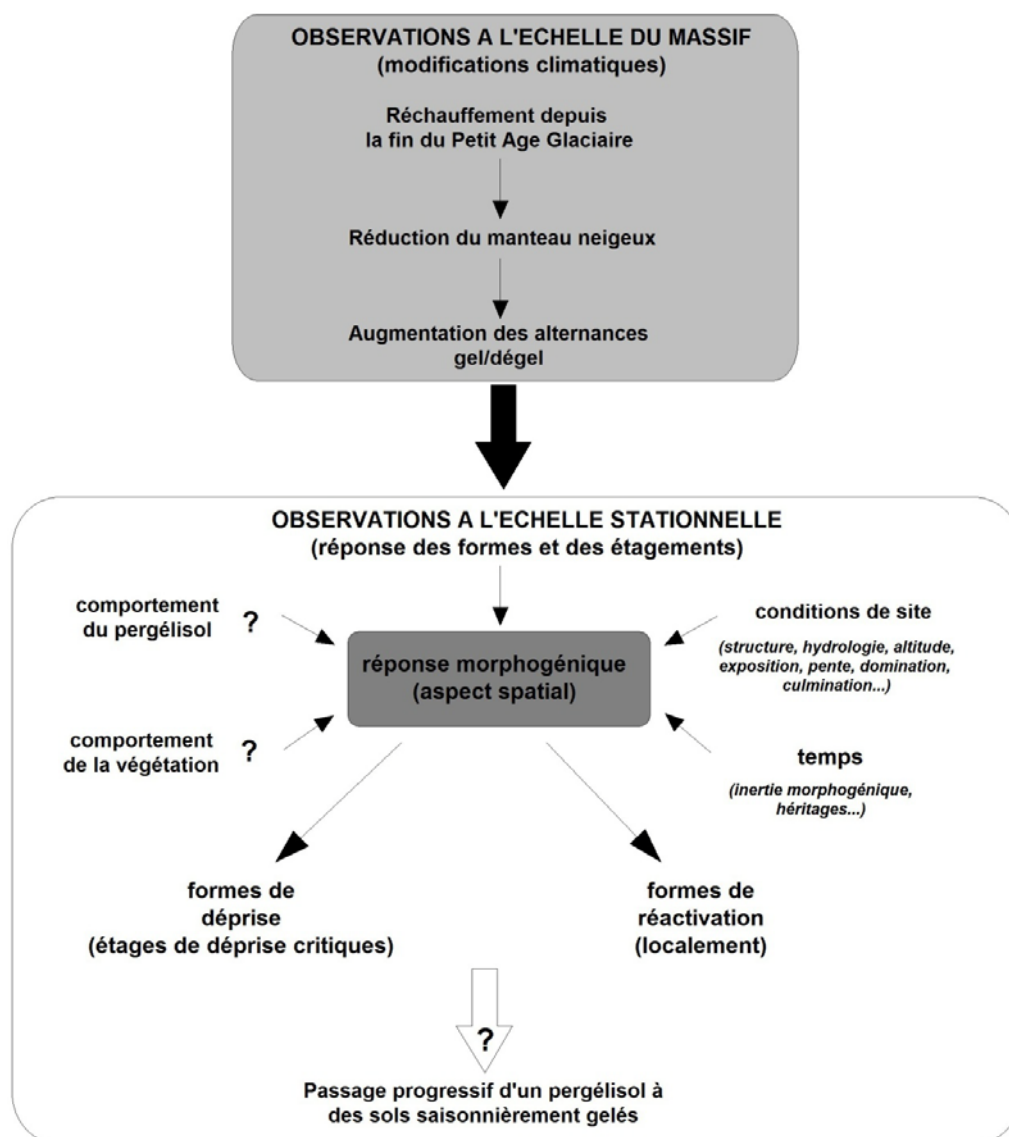 OBSERVATIONS A L'ECHELLE DU MASSIF
(modifications climatiques)
Réchauffement depuis
la fin du Petit Age Glaciaire
Réduction du manteau neigeux
Augmentation des alternances
gel/dégel
OBSERVATIONS A L'ECHELLE STATIONNELLE
(réponse des formes et des étagements)
comportement
du pergélisol
?
comportement
de la végétation
?
réponse morphogénique
(aspect spatial)
conditions de site
(structure, hydrologie, altitude,
exposition, pente, domination,
culmination...)
temps
(inertie morphogénique,
héritages...)
formes de
déprise
(étages de déprise critiques)
formes de
réactivation
(localement)
?
Passage progressif d'un pergélisol à
des sols saisonnièrement gelés